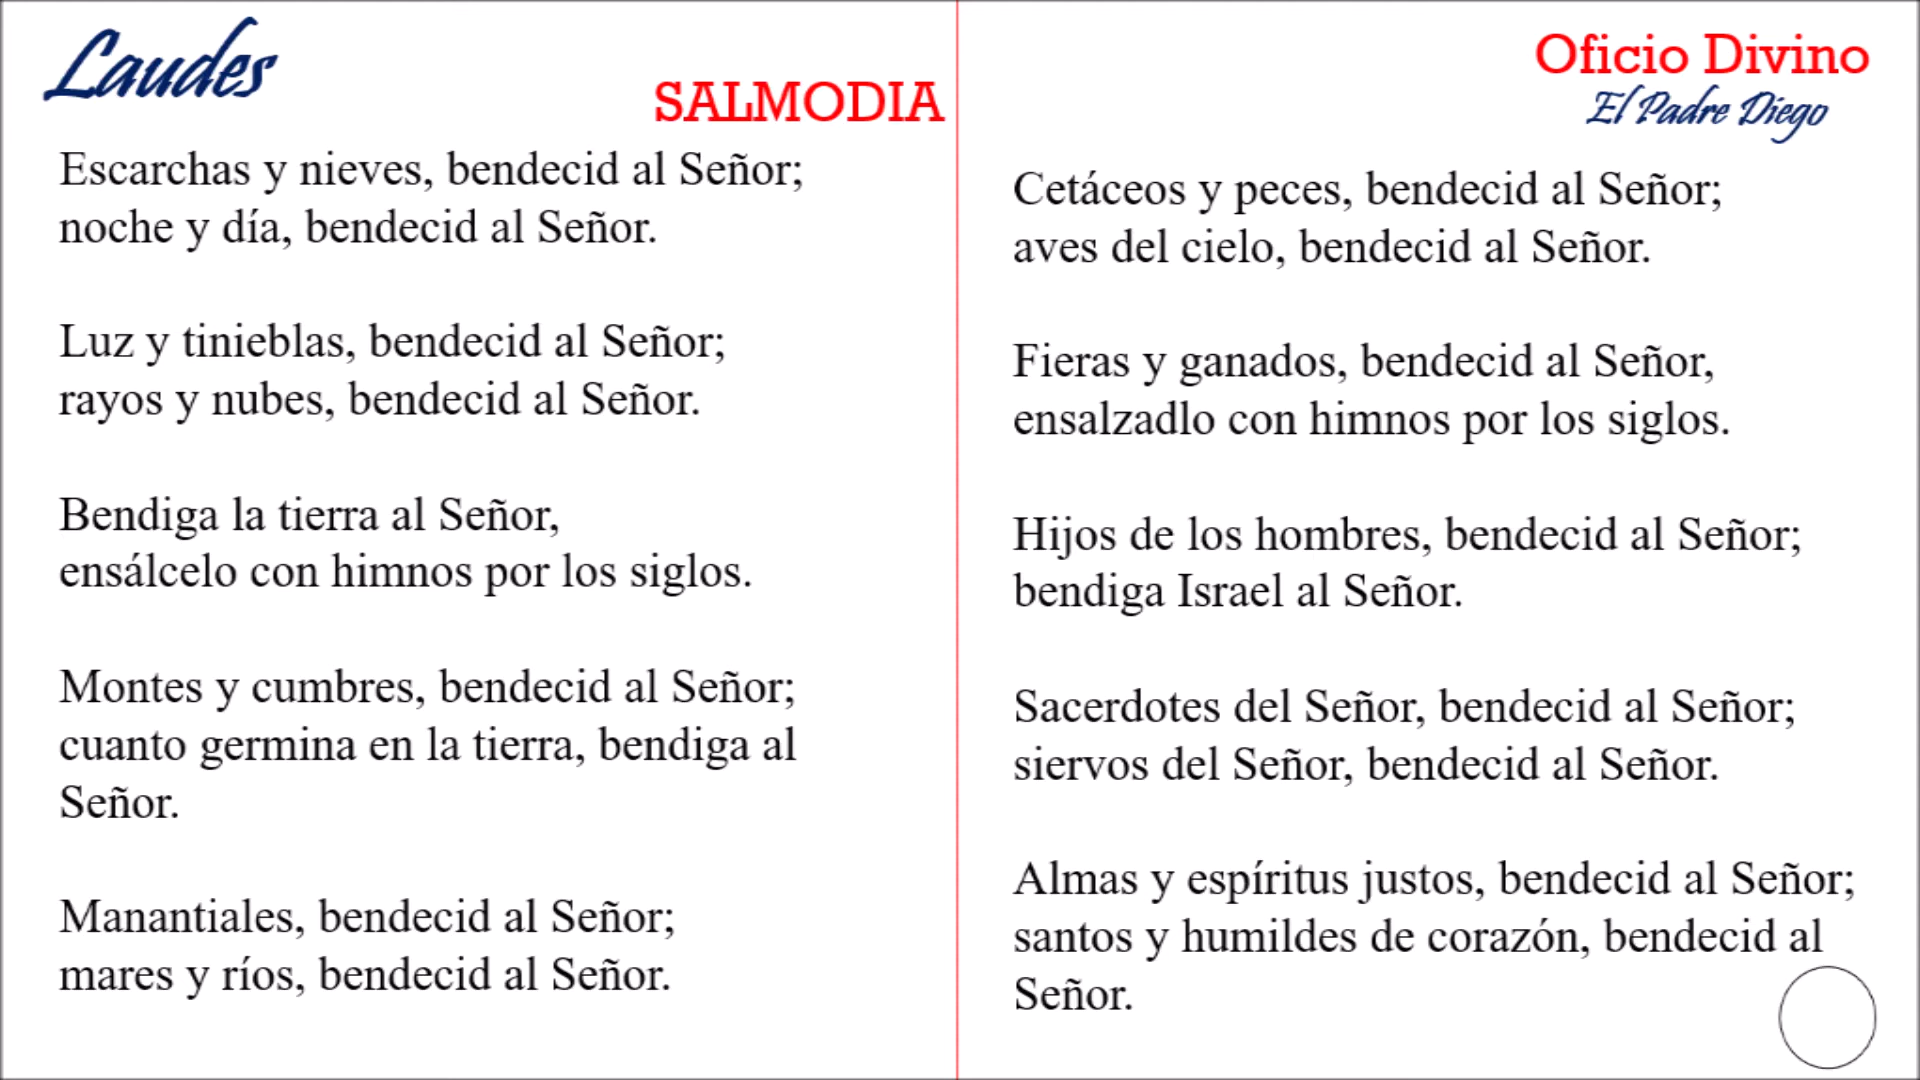 Laudes
SALMODIA
Escarchas y nieves, bendecid al Señor;
noche y día, bendecid al Señor.
Luz y tinieblas, bendecid al Señor;
rayos y nubes, bendecid al Señor.
Bendiga la tierra al Señor,
ensálcelo con himnos por los siglos.
Montes y cumbres, bendecid al Señor;
cuanto germina en la tierra, bendiga al
Señor.
Manantiales, bendecid al Señor;
mares y ríos, bendecid al Señor.
Oficio Divino
El Padre Diego
Cetáceos y peces, bendecid al Señor;
aves del cielo, bendecid al Señor.
Fieras y ganados, bendecid al Señor,
ensalzadlo con himnos por los siglos.
Hijos de los hombres, bendecid al Señor;
bendiga Israel al Señor.
Sacerdotes del Señor, bendecid al Señor;
siervos del Señor, bendecid al Señor.
Almas y espíritus justos, bendecid al Señor;
santos y humildes de corazón, bendecid al
Señor.